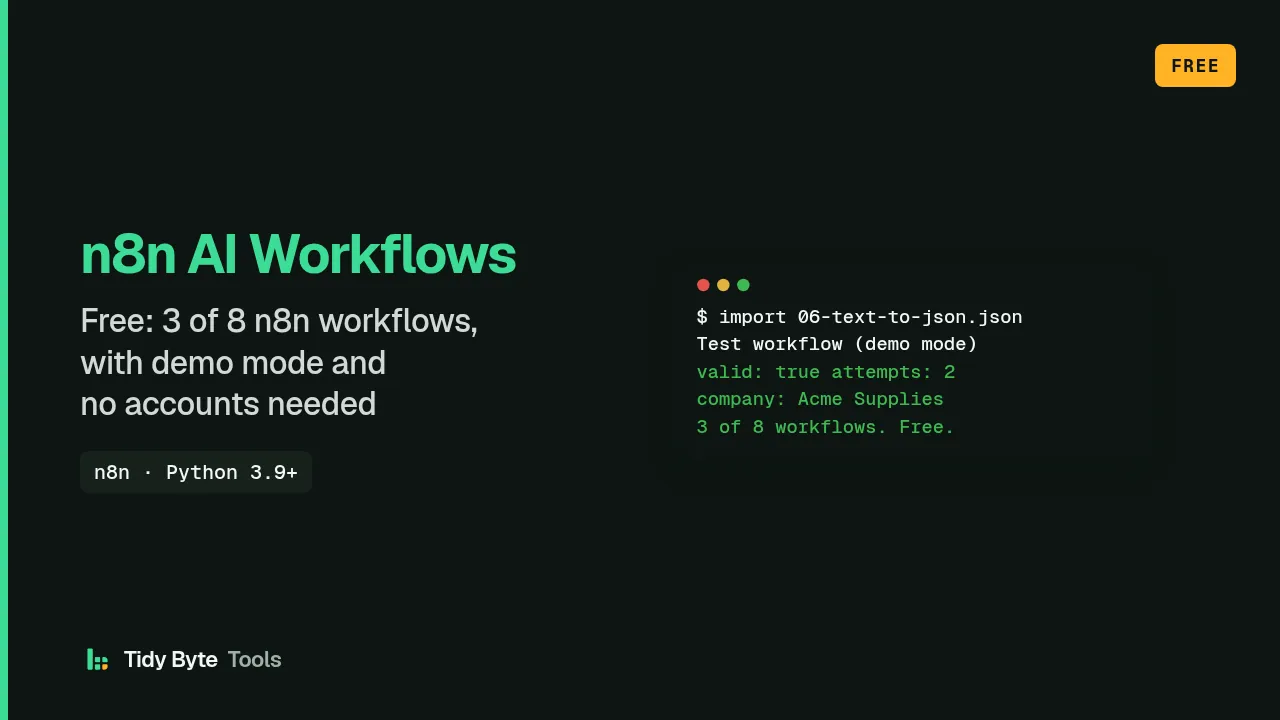 FREE
n8n AI Workflows
Free: 3 of 8 n8n workflows,
with demo mode and
no accounts needed
n8n · Python 3.9+
$ import 06-text-to-json.json
Test workflow (demo mode)
valid: true attempts: 2
company: Acme Supplies
3 of 8 workflows. Free.
Tidy Byte Tools